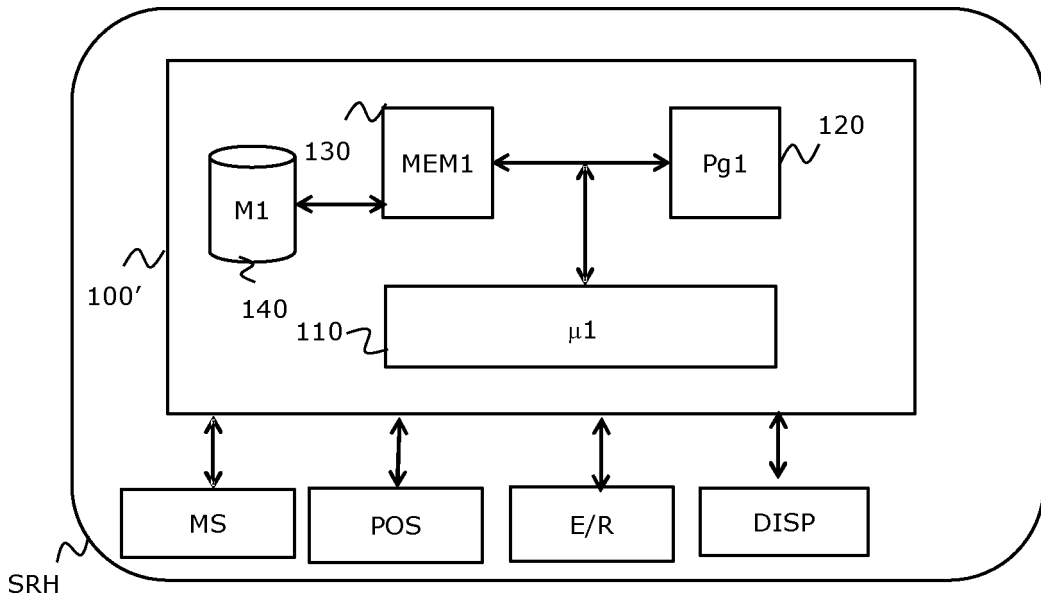 130
MEM1
Pg1
120
M1
100’
140
110
μ1
MS
POS
E/R
DISP
SRH